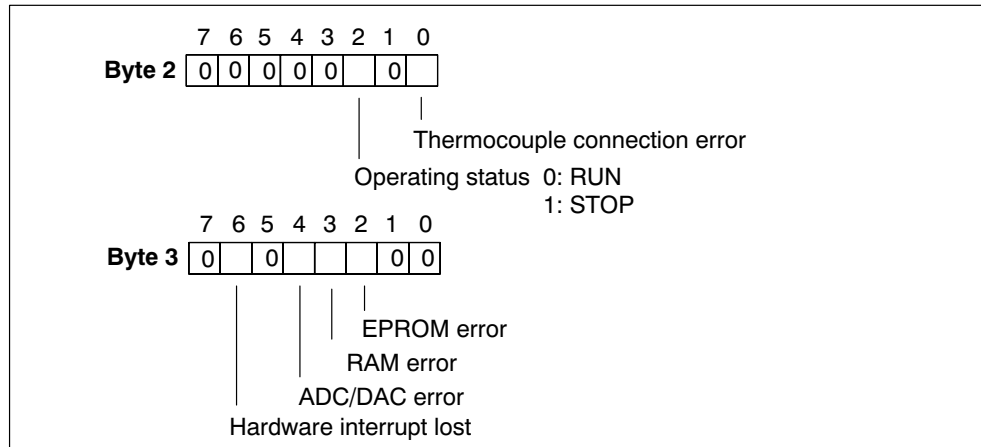 7 6 5 4 3 2 1 0
Byte 2 0 0 0 0 0 0
Thermocouple connection error
Operating status 0: RUN
1: STOP
7 6 5 4 3 2 1 0
Byte 3 0 0 0 0
EPROM error
RAM error
ADC/DAC error
Hardware interrupt lost